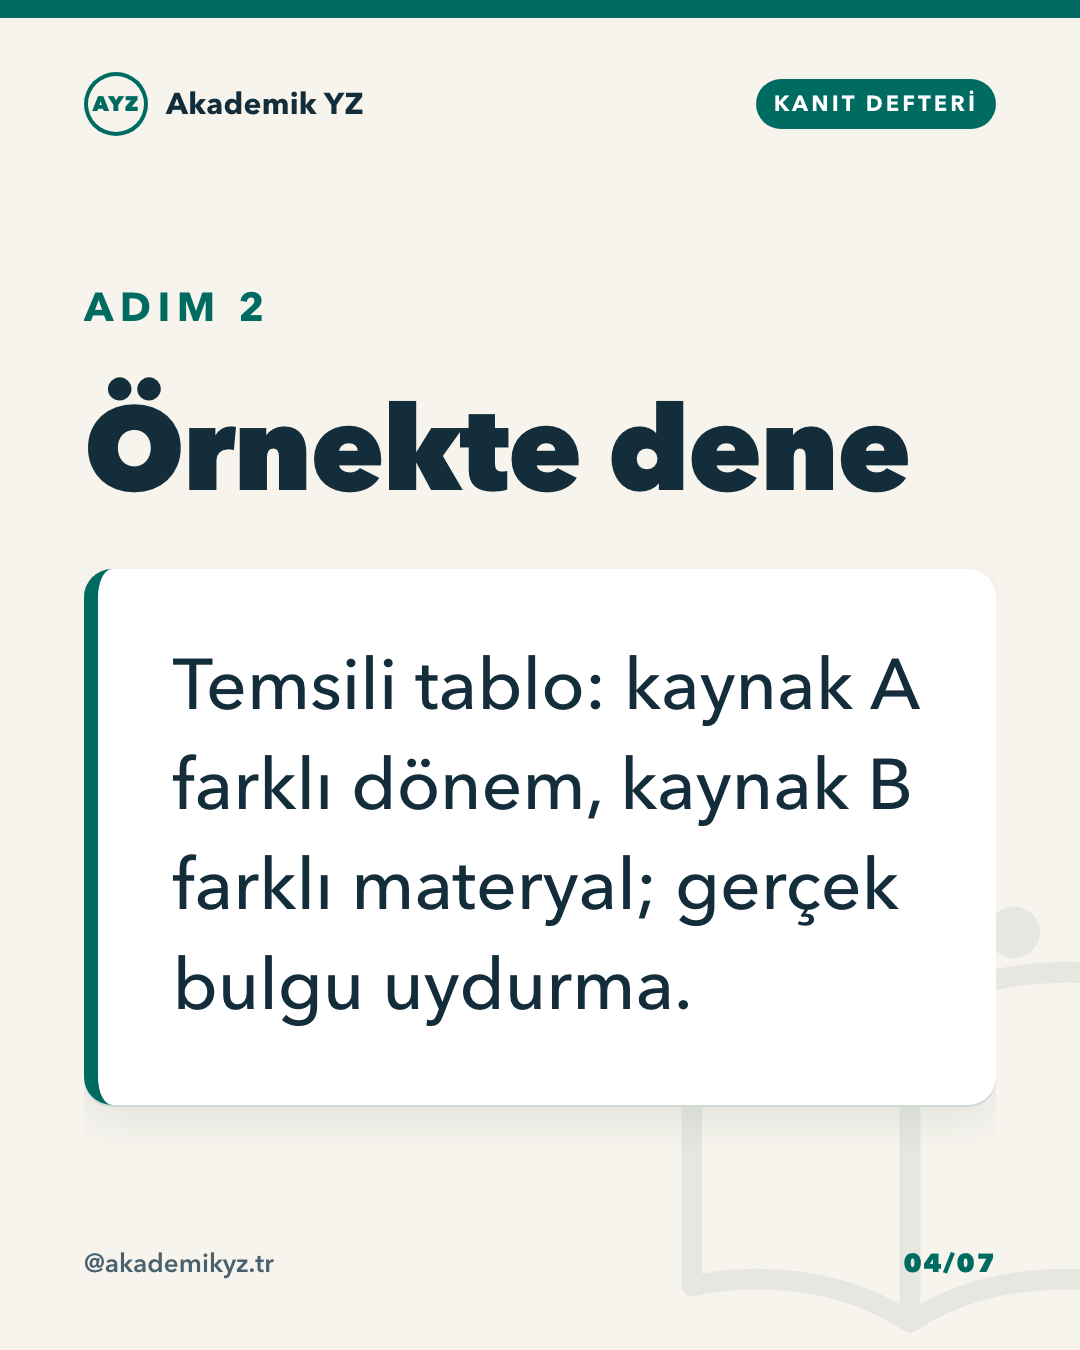 AYZ
Akademik YZ
KANIT DEFTERİ
ADIM 2
Örnekte dene
Temsili tablo: kaynak A
farklı dönem, kaynak B
farklı materyal; gerçek
bulgu uydurma.
@akademikyz.tr
04/07